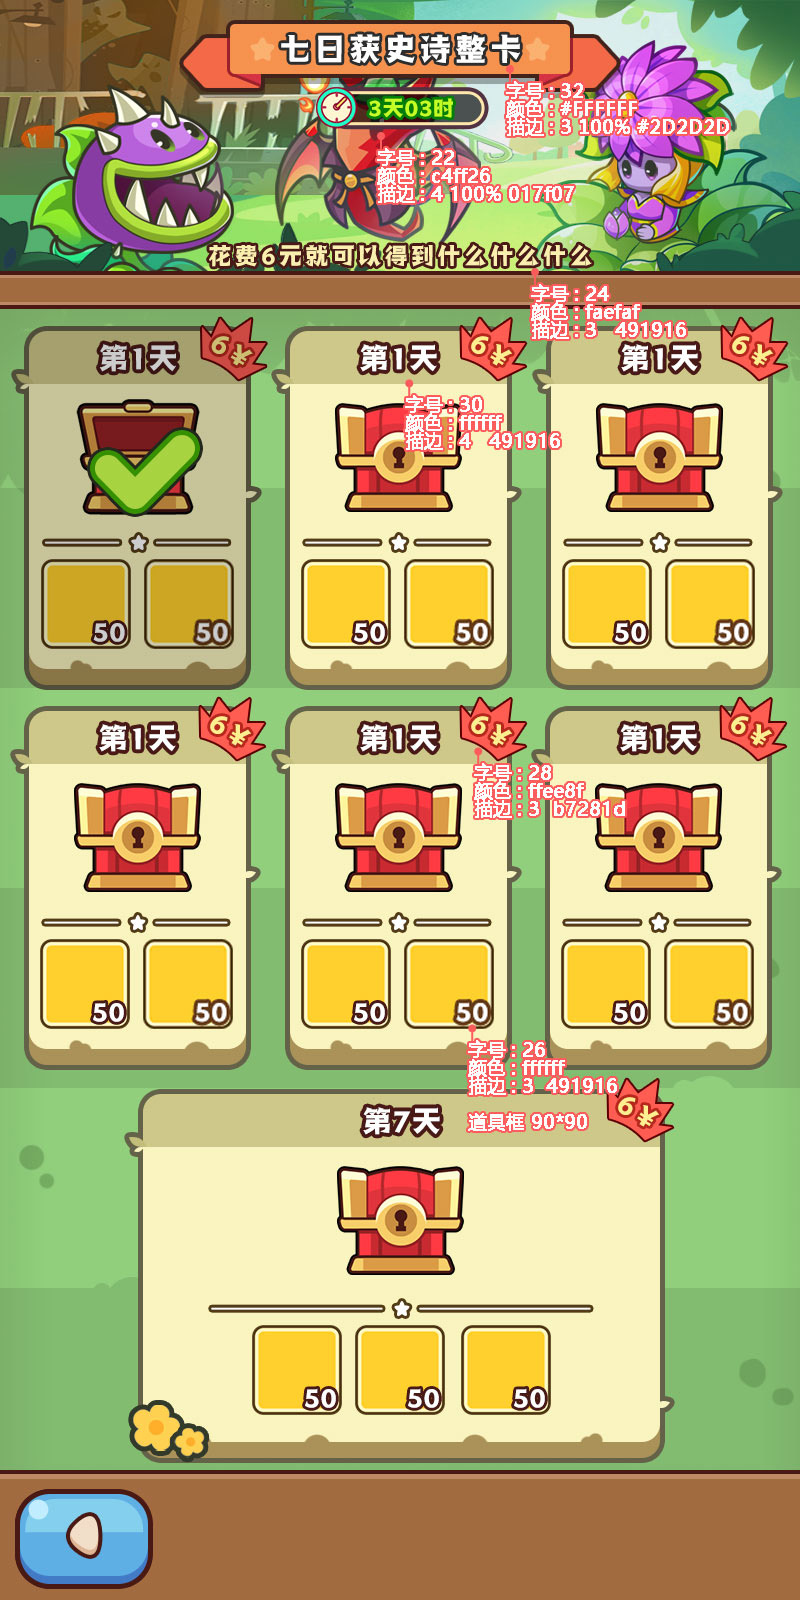 七日获史诗整卡
字号：32
颜色：#FFFFFF
描边：3 100% #2D2D2D
3天03时
字号：22
颜色：c4ff26
描边：4 100% 017f07
花费6元就可以得到什么什么什么
字号：24
颜色：faefaf
描边：3 491916
第1天
6元
第1天
6元
第1天
6元
字号：30
颜色：ffffff
描边：4 491916
50
50
50
50
50
50
第1天
6元
第1天
6元
第1天
6元
字号：28
颜色：ffee8f
描边：3 b7281d
50
50
50
50
50
50
字号：26
颜色：ffffff
描边：3 491916
道具框 90*90
第7天
6元
50
50
50